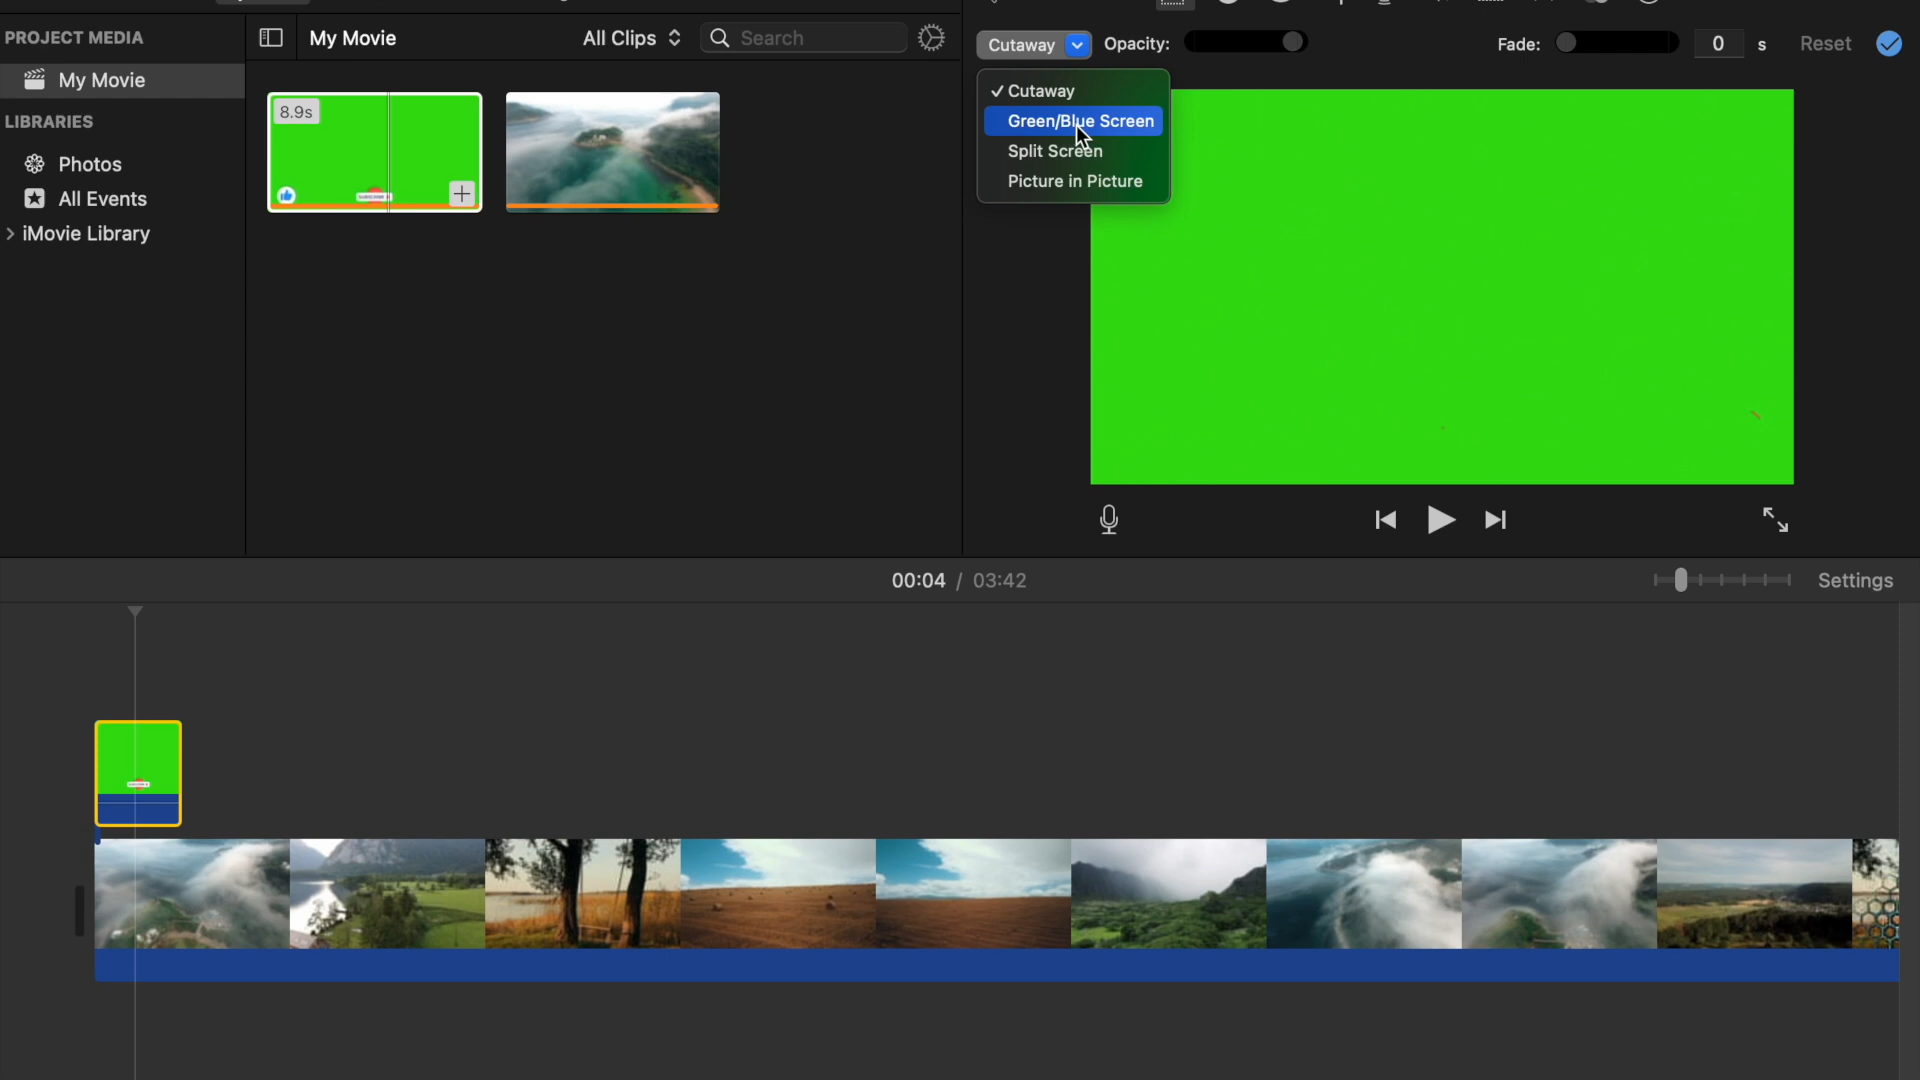 PROJECT MEDIA
My Movie
LIBRARIES
Photos
All Events
iMovie Library
My Movie
All Clips
Search
8.9s
Cutaway
Opacity:
Fade:
0
s
Reset
Cutaway
Green/Blue Screen
Split Screen
Picture in Picture
00:04 / 03:42
Settings